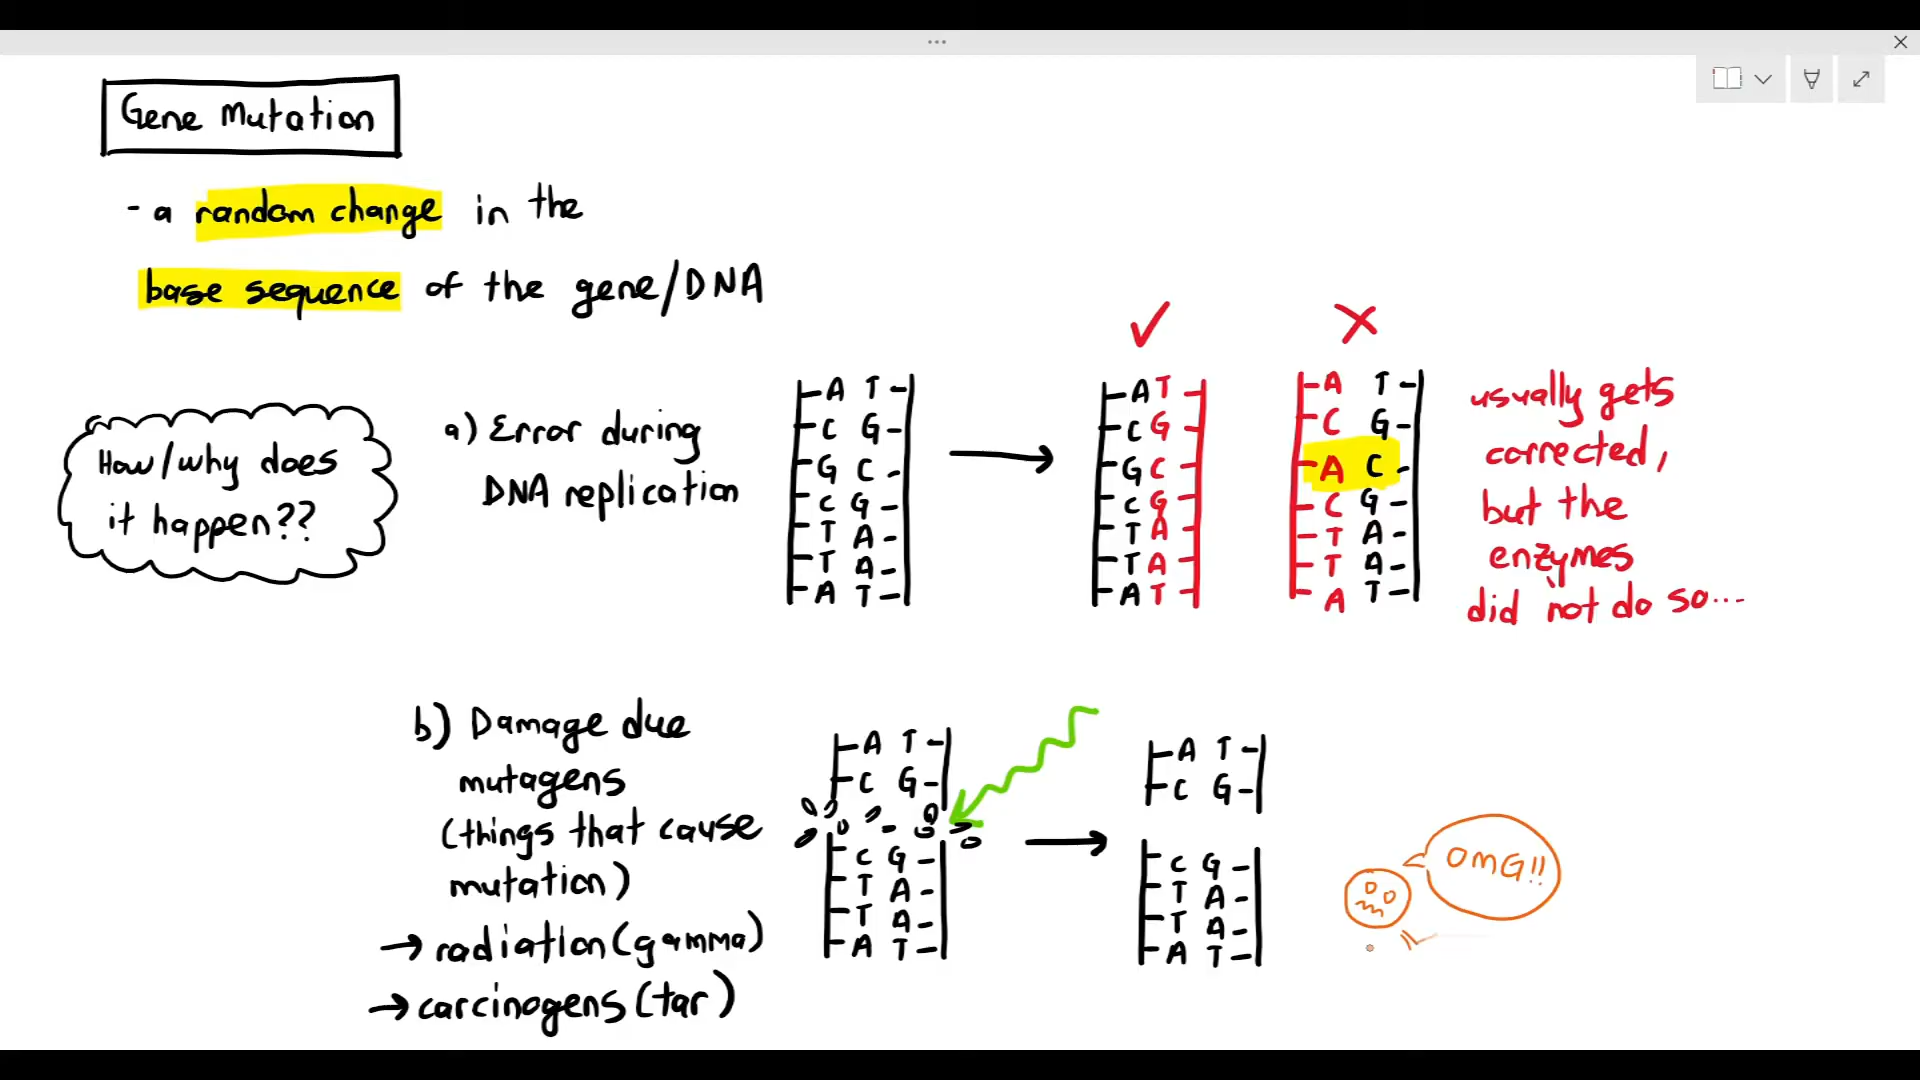 Gene Mutation
- a random change in the
base sequence of the gene/DNA
How/why does
it happen??
a) Error during
DNA replication
A T
C G
G C
C G
T A
T A
A T
A T
C G
G C
C G
T A
T A
A T
A T
C G
A C
C G
T A
T A
A T
usually gets
corrected,
but the
enzymes
did not do so...
b) Damage due
mutagens
(things that cause
mutation)
→ radiation (gamma)
→ carcinogens (tar)
A T
C G
C G
T A
T A
A T
A T
C G
C G
T A
T A
A T
OMG!!